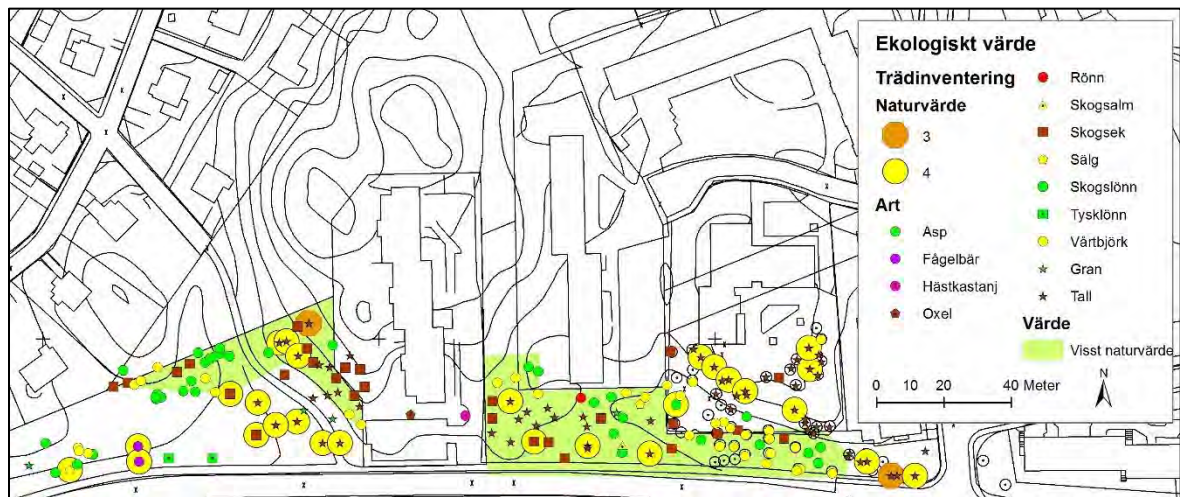 Ekologiskt värde
Trädinventering
Naturvärde
3
4
Art
Asp
Fågelbär
Hästkastanj
Oxel
Rönn
Skogsalm
Skogsek
Sälg
Skogslönn
Tysklönn
Vårtbjörk
Gran
Tall
Värde
Visst naturvärde
N
0 10 20 40 Meter